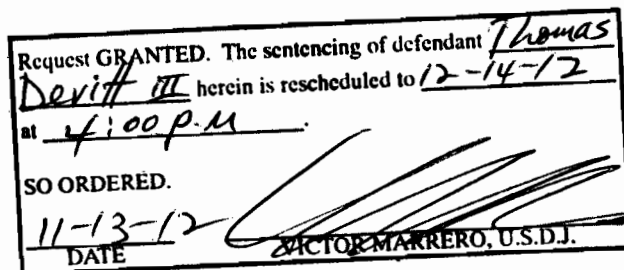 Request GRANTED. The sentencing of defendant Thomas
Devitt III herein is rescheduled to 12-14-12
at 4:00 p.m.
SO ORDERED.
11-13-12
DATE VICTOR MARRERO, U.S.D.J.